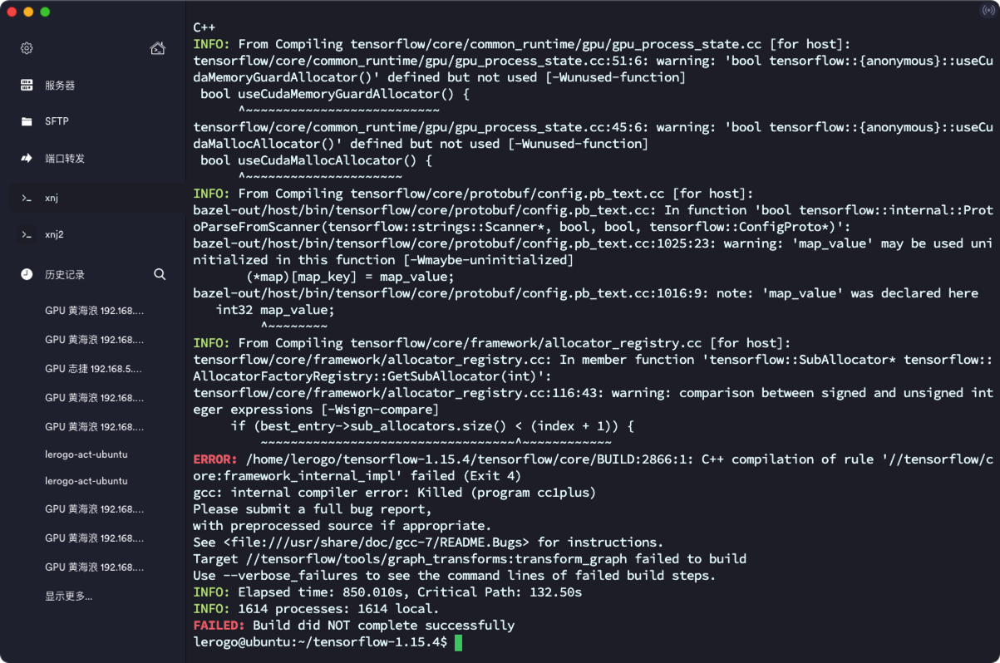 服务器
SFTP
端口转发
xnj
xnj2
历史记录
GPU 黄海浪 192.168....
GPU 黄海浪 192.168....
GPU 志捷 192.168.5....
GPU 黄海浪 192.168....
GPU 黄海浪 192.168....
lerogo-act-ubuntu
lerogo-act-ubuntu
GPU 黄海浪 192.168....
GPU 黄海浪 192.168....
GPU 黄海浪 192.168....
显示更多...
C++
INFO: From Compiling tensorflow/core/common_runtime/gpu/gpu_process_state.cc [for host]:
tensorflow/core/common_runtime/gpu/gpu_process_state.cc:51:6: warning: 'bool tensorflow::{anonymous}::useCu
daMemoryGuardAllocator()' defined but not used [-Wunused-function]
 bool useCudaMemoryGuardAllocator() {
      ^~~~~~~~~~~~~~~~~~~~~~~~~~~
tensorflow/core/common_runtime/gpu/gpu_process_state.cc:45:6: warning: 'bool tensorflow::{anonymous}::useCu
daMallocAllocator()' defined but not used [-Wunused-function]
 bool useCudaMallocAllocator() {
      ^~~~~~~~~~~~~~~~~~~~~~
INFO: From Compiling tensorflow/core/protobuf/config.pb_text.cc [for host]:
bazel-out/host/bin/tensorflow/core/protobuf/config.pb_text.cc: In function 'bool tensorflow::internal::Prot
oParseFromScanner(tensorflow::strings::Scanner*, bool, bool, tensorflow::ConfigProto*)':
bazel-out/host/bin/tensorflow/core/protobuf/config.pb_text.cc:1025:23: warning: 'map_value' may be used uni
nitialized in this function [-Wmaybe-uninitialized]
       (*map)[map_key] = map_value;
bazel-out/host/bin/tensorflow/core/protobuf/config.pb_text.cc:1016:9: note: 'map_value' was declared here
   int32 map_value;
         ^~~~~~~~~
INFO: From Compiling tensorflow/core/framework/allocator_registry.cc [for host]:
tensorflow/core/framework/allocator_registry.cc: In member function 'tensorflow::SubAllocator* tensorflow::
AllocatorFactoryRegistry::GetSubAllocator(int)':
tensorflow/core/framework/allocator_registry.cc:116:43: warning: comparison between signed and unsigned int
eger expressions [-Wsign-compare]
     if (best_entry->sub_allocators.size() < (index + 1)) {
         ~~~~~~~~~~~~~~~~~~~~~~~~~~~~~~~~~~^~~~~~~~~~~~~
ERROR: /home/lerogo/tensorflow-1.15.4/tensorflow/core/BUILD:2866:1: C++ compilation of rule '//tensorflow/c
ore:framework_internal_impl' failed (Exit 4)
gcc: internal compiler error: Killed (program cc1plus)
Please submit a full bug report,
with preprocessed source if appropriate.
See <file:///usr/share/doc/gcc-7/README.Bugs> for instructions.
Target //tensorflow/tools/graph_transforms:transform_graph failed to build
Use --verbose_failures to see the command lines of failed build steps.
INFO: Elapsed time: 850.010s, Critical Path: 132.50s
INFO: 1614 processes: 1614 local.
FAILED: Build did NOT complete successfully
lerogo@ubuntu:~/tensorflow-1.15.4$